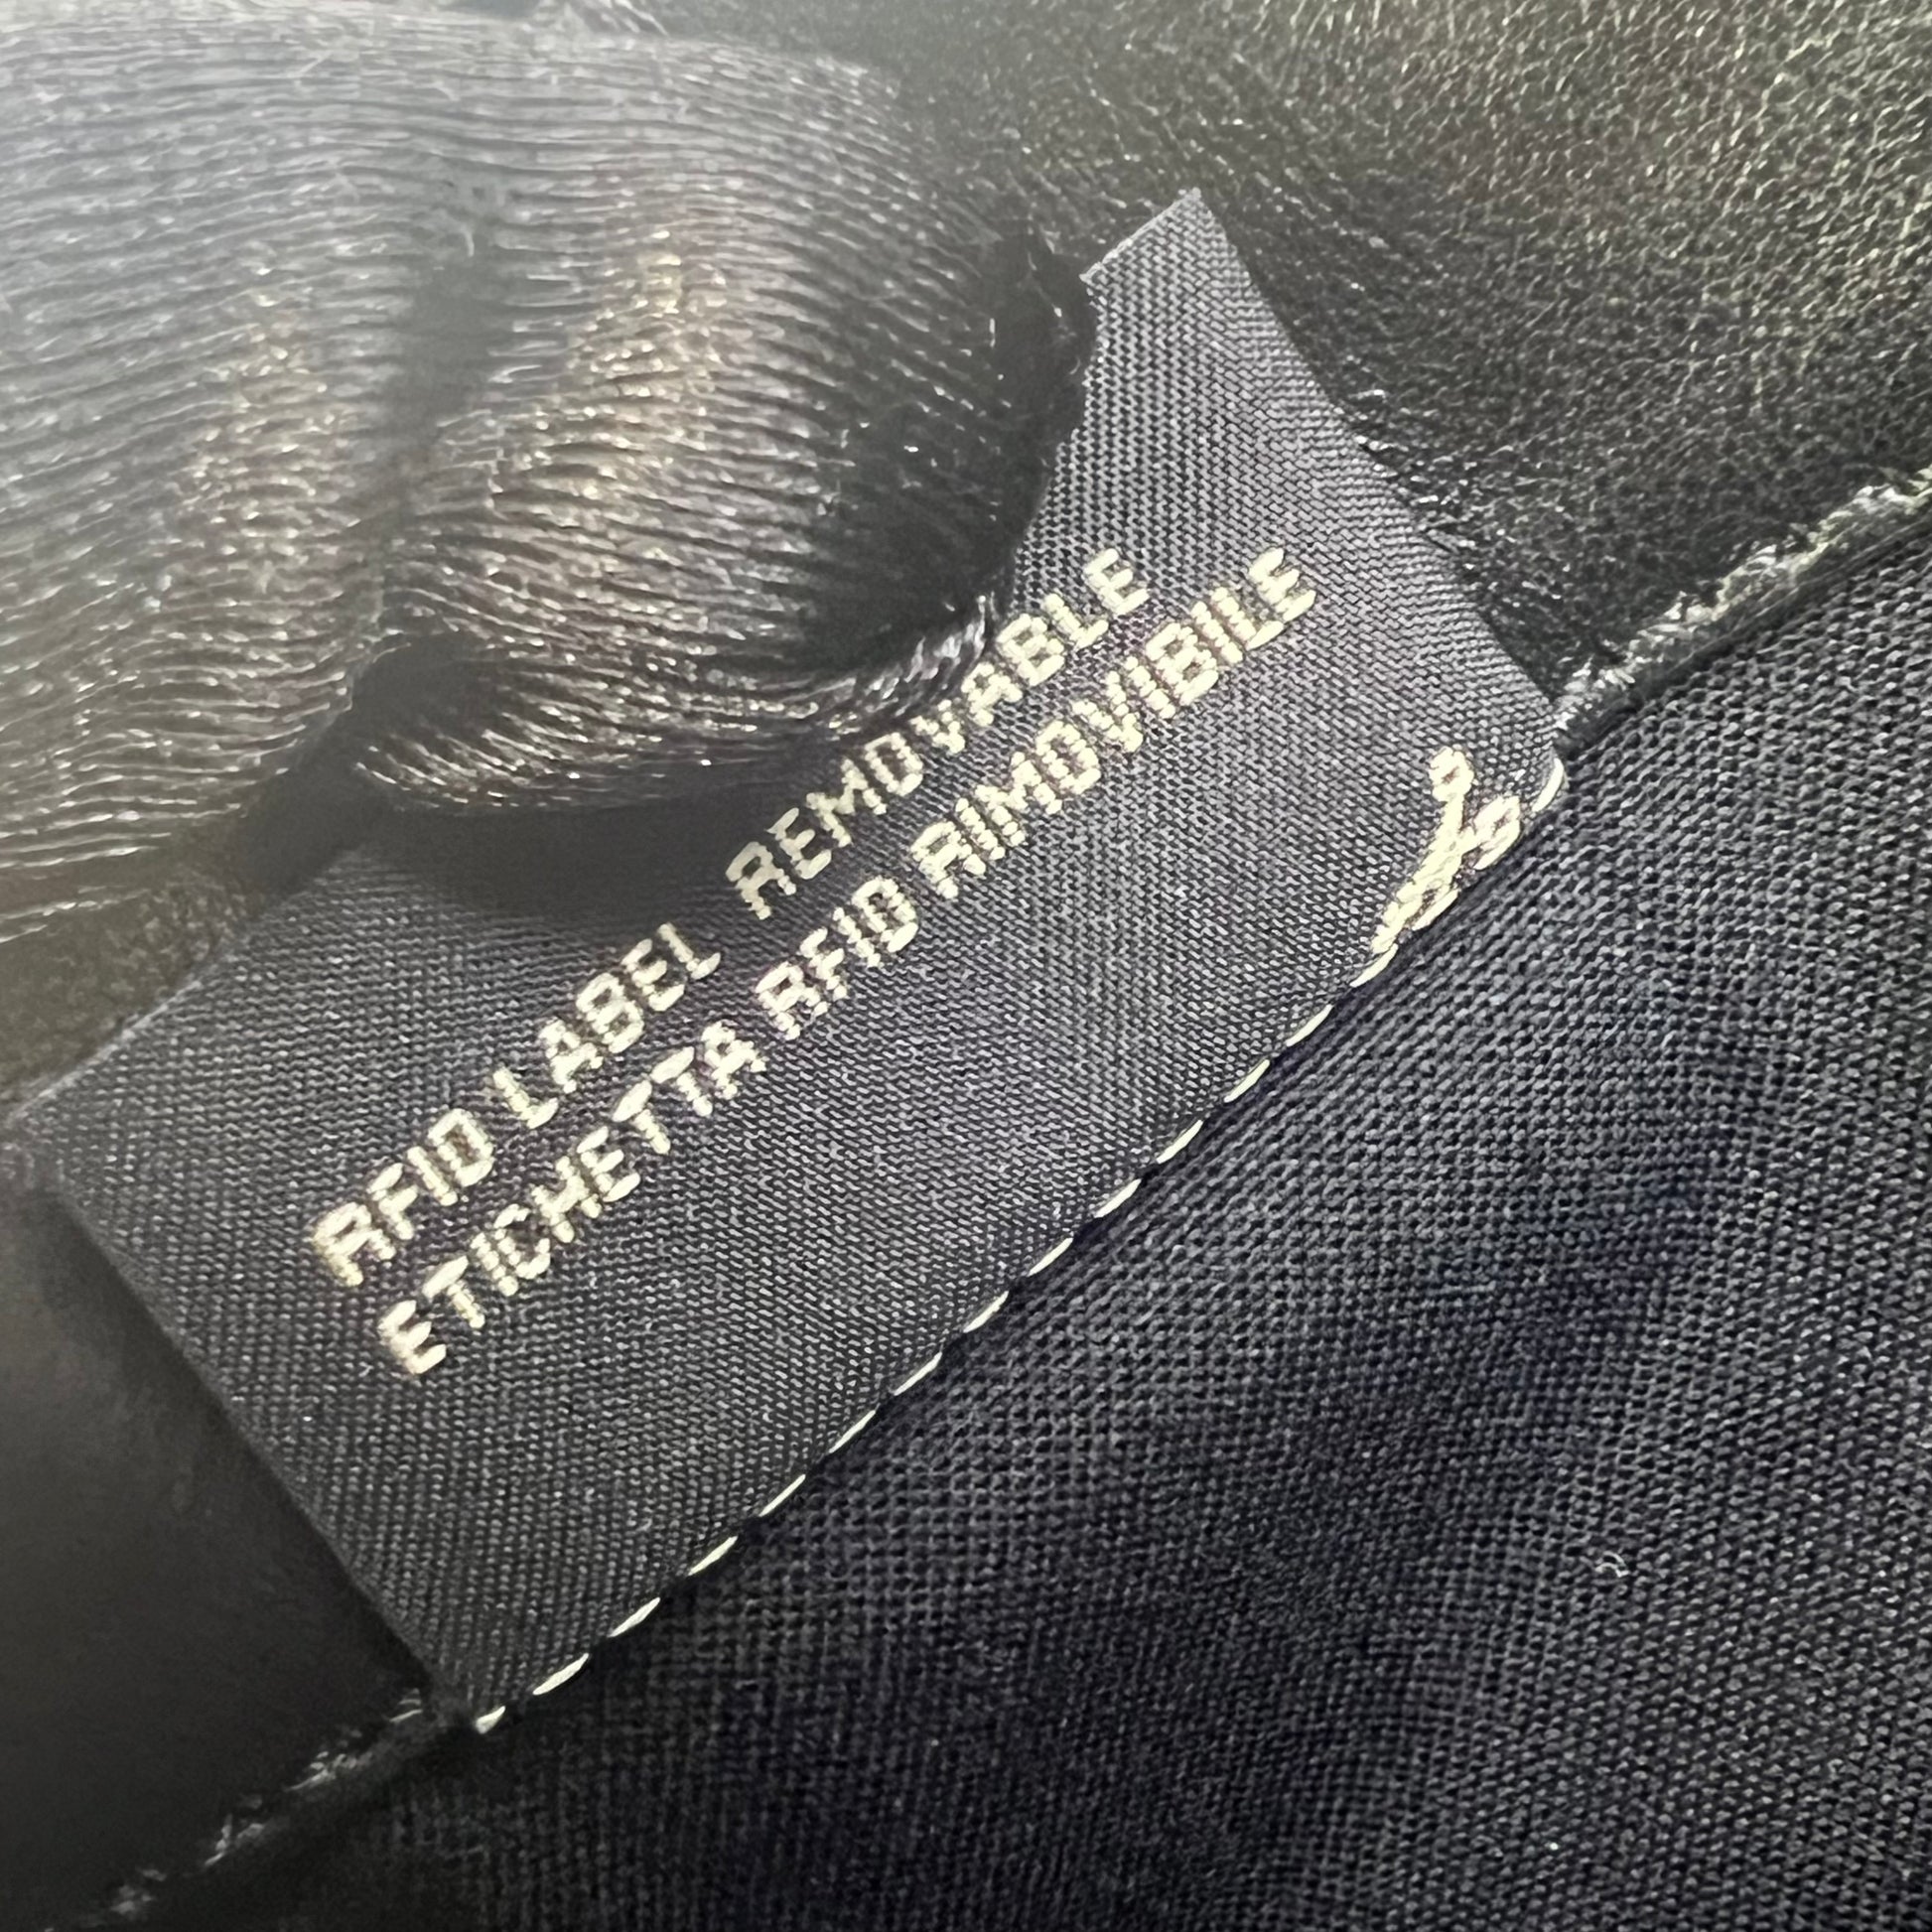 RFID LABEL REMOVABLE
ETICHETTA RFID RIMOVIBILE